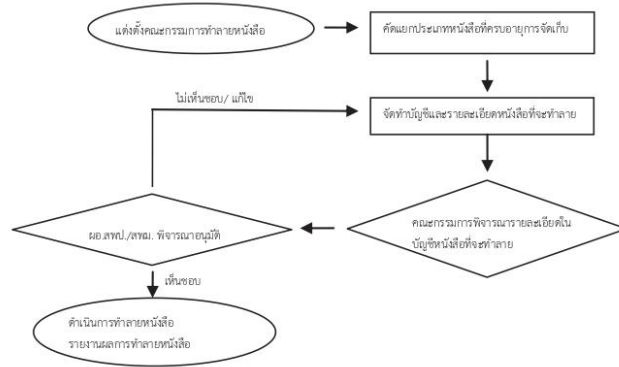 แต่งตั้งคณะกรรมการทำลายหนังสือ
คัดแยกประเภทหนังสือที่ครบอายุการจัดเก็บ
ไม่เห็นชอบ/ แก้ไข
จัดทำบัญชีและรายละเอียดหนังสือที่จะทำลาย
คณะกรรมการพิจารณารายละเอียดใน
บัญชีหนังสือที่จะทำลาย
ผอ.สพป./สพม. พิจารณาอนุมัติ
เห็นชอบ
ดำเนินการทำลายหนังสือ
รายงานผลการทำลายหนังสือ